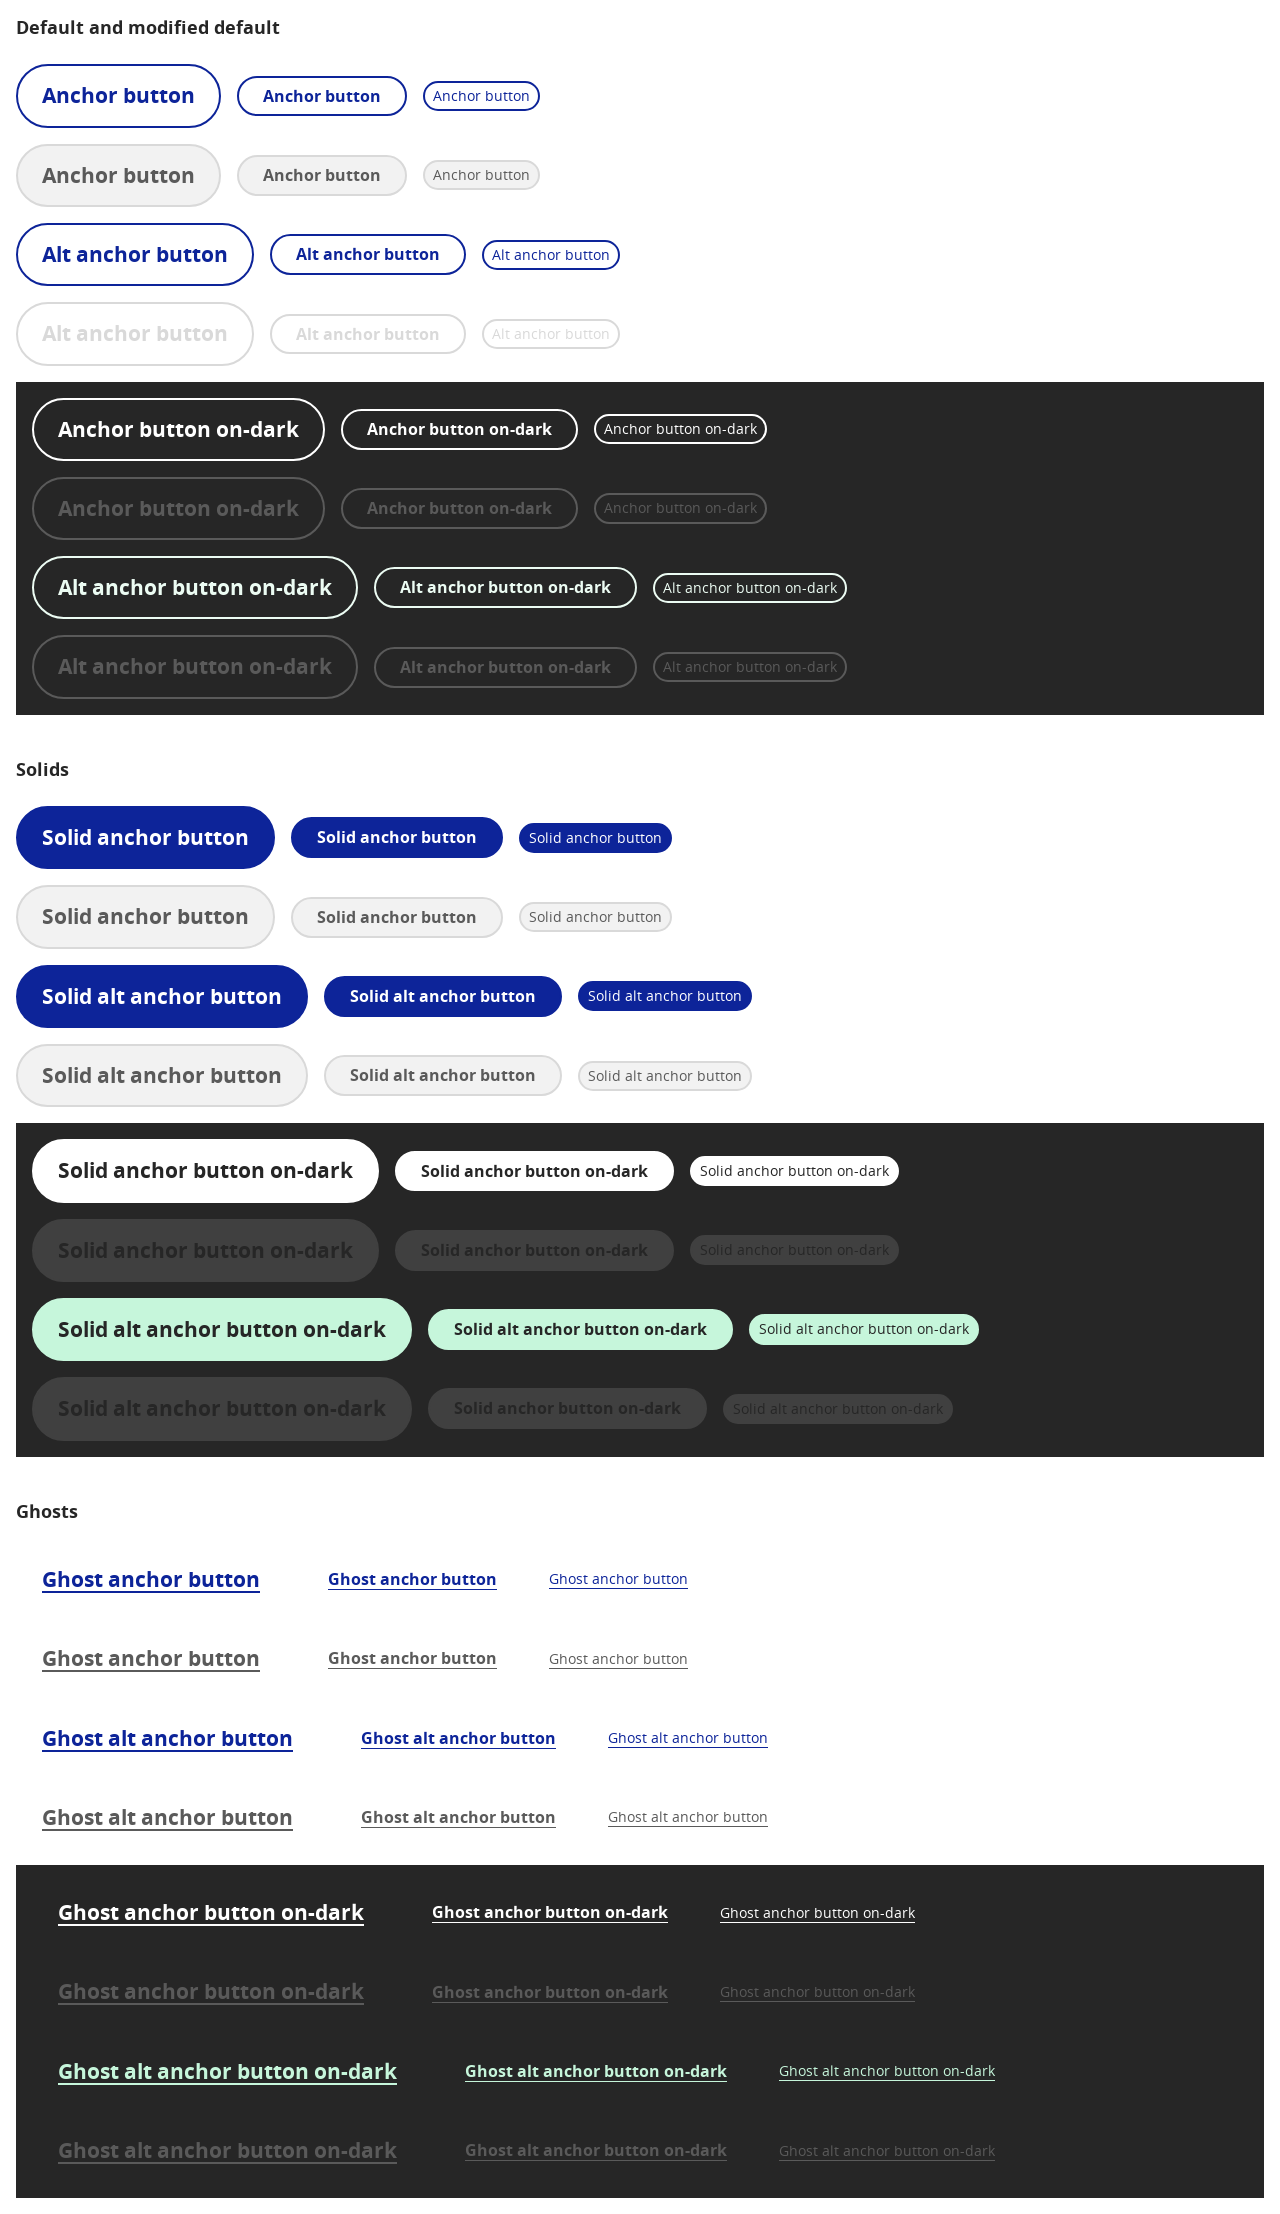 Default and modified default
Anchor button Anchor button Anchor button
Anchor button Anchor button Anchor button
Alt anchor button Alt anchor button Alt anchor button
Alt anchor button Alt anchor button Alt anchor button
Anchor button on-dark Anchor button on-dark Anchor button on-dark
Anchor button on-dark Anchor button on-dark Anchor button on-dark
Alt anchor button on-dark Alt anchor button on-dark Alt anchor button on-dark
Alt anchor button on-dark Alt anchor button on-dark Alt anchor button on-dark
Solids
Solid anchor button Solid anchor button Solid anchor button
Solid anchor button Solid anchor button Solid anchor button
Solid alt anchor button Solid alt anchor button Solid alt anchor button
Solid alt anchor button Solid alt anchor button Solid alt anchor button
Solid anchor button on-dark Solid anchor button on-dark Solid anchor button on-dark
Solid anchor button on-dark Solid anchor button on-dark Solid anchor button on-dark
Solid alt anchor button on-dark Solid alt anchor button on-dark Solid alt anchor button on-dark
Solid alt anchor button on-dark Solid anchor button on-dark Solid alt anchor button on-dark
Ghosts
Ghost anchor button Ghost anchor button Ghost anchor button
Ghost anchor button Ghost anchor button Ghost anchor button
Ghost alt anchor button Ghost alt anchor button Ghost alt anchor button
Ghost alt anchor button Ghost alt anchor button Ghost alt anchor button
Ghost anchor button on-dark Ghost anchor button on-dark Ghost anchor button on-dark
Ghost anchor button on-dark Ghost anchor button on-dark Ghost anchor button on-dark
Ghost alt anchor button on-dark Ghost alt anchor button on-dark Ghost alt anchor button on-dark
Ghost alt anchor button on-dark Ghost alt anchor button on-dark Ghost alt anchor button on-dark